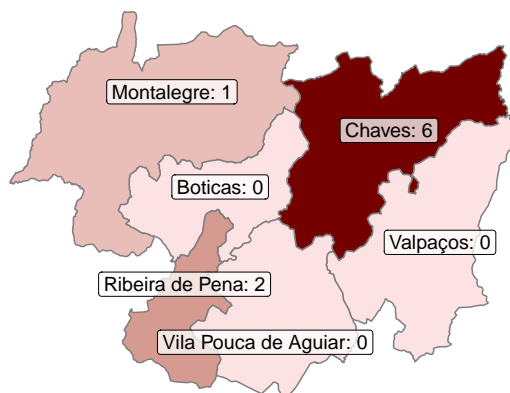 Montalegre: 1
Chaves: 6
Boticas: 0
Valpaços: 0
Ribeira de Pena: 2
Vila Pouca de Aguiar: 0